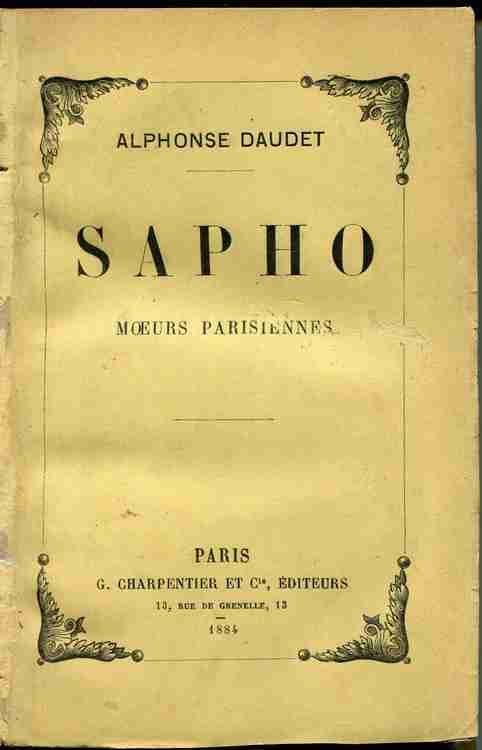 ALPHONSE DAUDET
SAPHO
MŒURS PARISIENNES
PARIS
G. CHARPENTIER ET Cie, ÉDITEURS
13, RUE DE GRENELLE, 13
1884